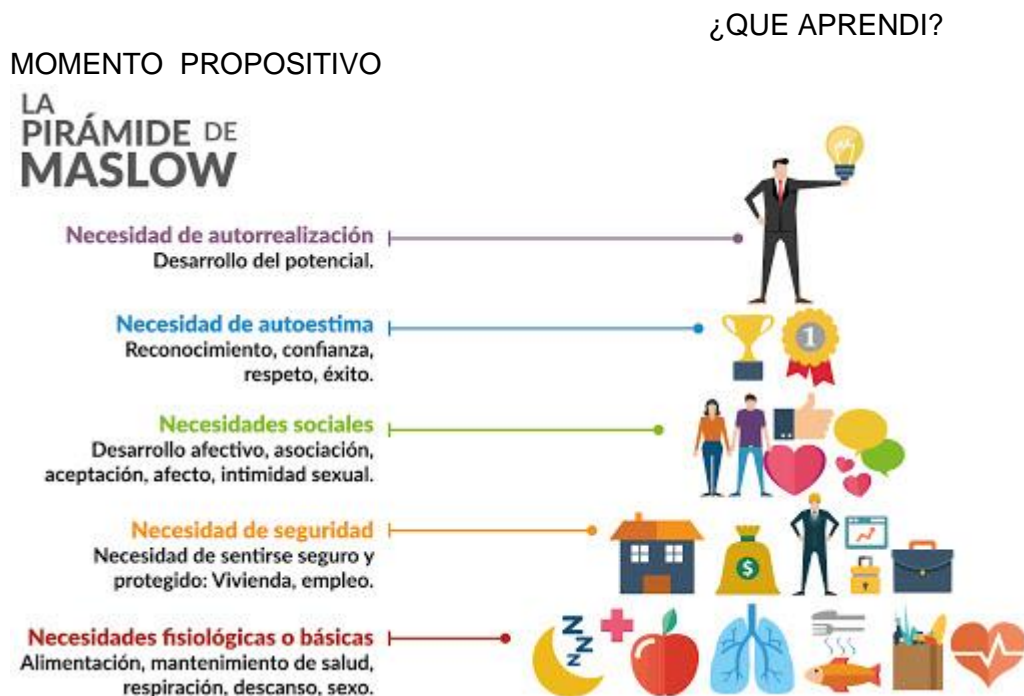 ¿QUE APRENDI?
MOMENTO PROPOSITIVO
LA
PIRÁMIDE DE
MASLOW
Necesidad de autorrealización
Desarrollo del potencial.
Necesidad de autoestima
Reconocimiento, confianza,
respeto, éxito.
1
Necesidades sociales
Desarrollo afectivo, asociación,
aceptación, afecto, intimidad sexual.
Necesidad de seguridad
Necesidad de sentirse seguro y
protegido: Vivienda, empleo.
$
Necesidades fisiológicas o básicas
Alimentación, mantenimiento de salud,
respiración, descanso, sexo.
z
z
z